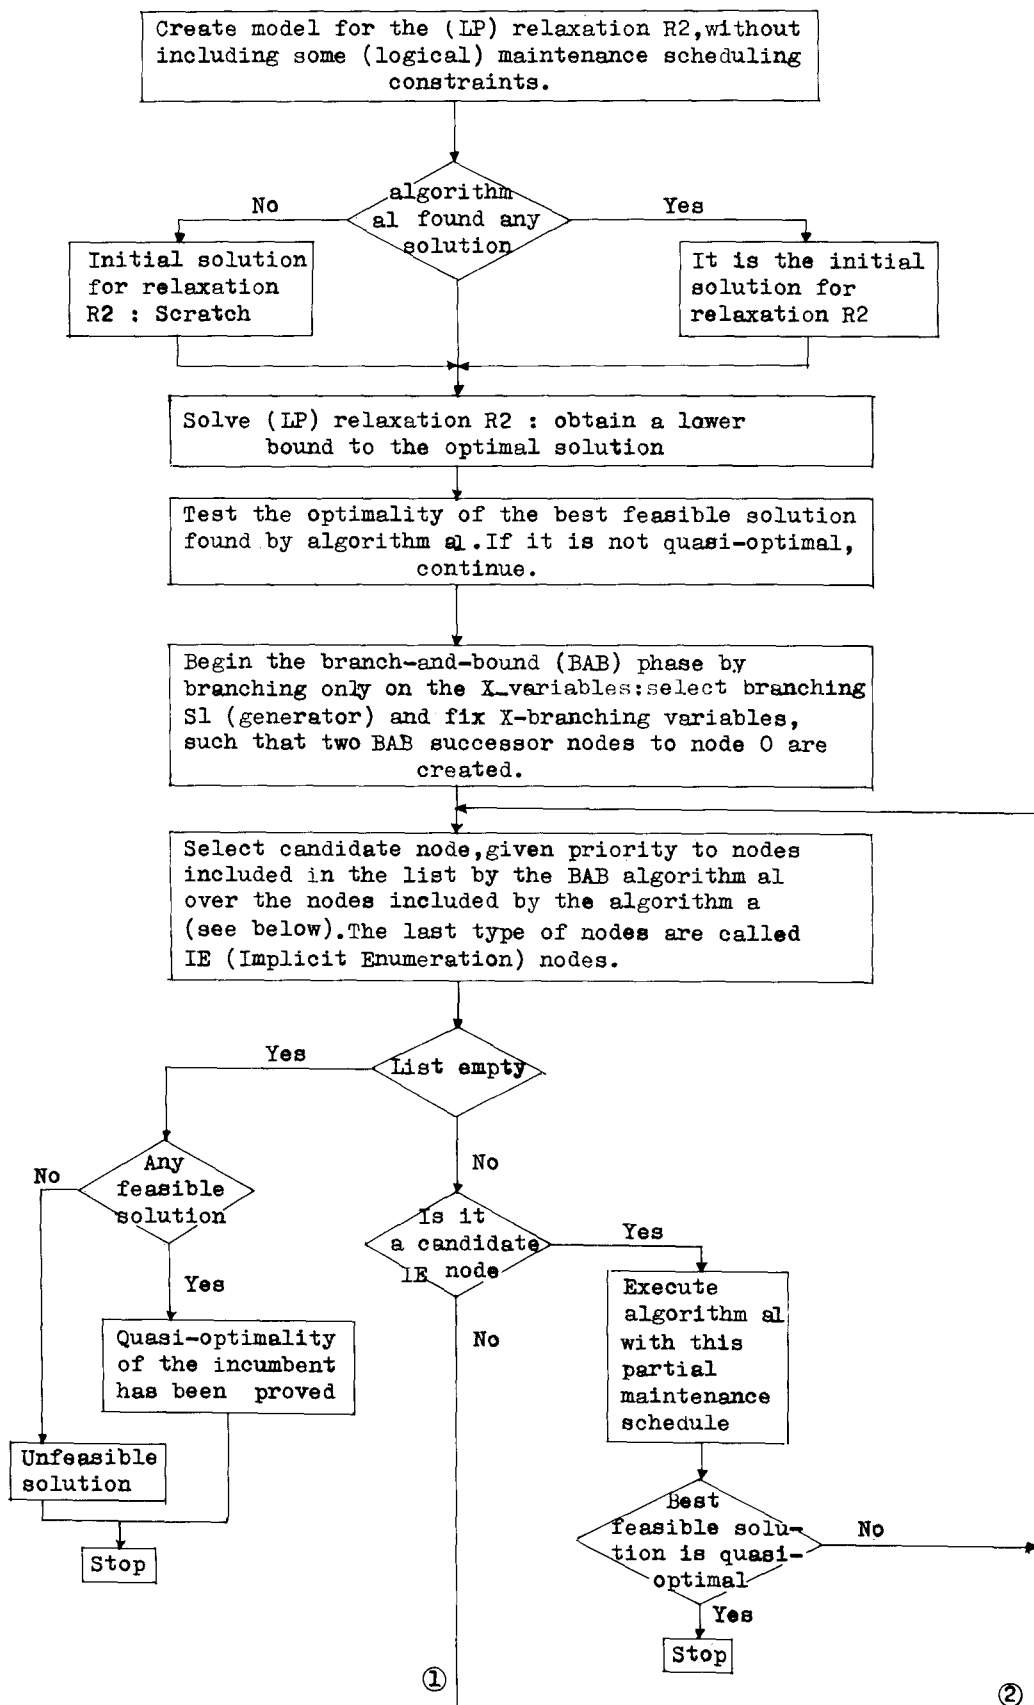 Create model for the (LP) relaxation R2,without
including some (logical) maintenance scheduling
constraints.
algorithm
al found any
solution
No
Yes
Initial solution
for relaxation
R2 : Scratch
It is the initial
solution for
relaxation R2
Solve (LP) relaxation R2 : obtain a lower
bound to the optimal solution
Test the optimality of the best feasible solution
found by algorithm al.If it is not quasi-optimal,
continue.
Begin the branch-and-bound (BAB) phase by
branching only on the X_variables:select branching
S1 (generator) and fix X-branching variables,
such that two BAB successor nodes to node 0 are
created.
Select candidate node,given priority to nodes
included in the list by the BAB algorithm al
over the nodes included by the algorithm a
(see below).The last type of nodes are called
IE (Implicit Enumeration) nodes.
Yes
List empty
No
No
Any
feasible
solution
Yes
Is it
a candidate
IE node
Yes
No
Quasi-optimality
of the incumbent
has been proved
Execute
algorithm al
with this
partial
maintenance
schedule
Unfeasible
solution
Stop
Best
feasible solu-
tion is quasi-
optimal
No
Yes
Stop
①
②